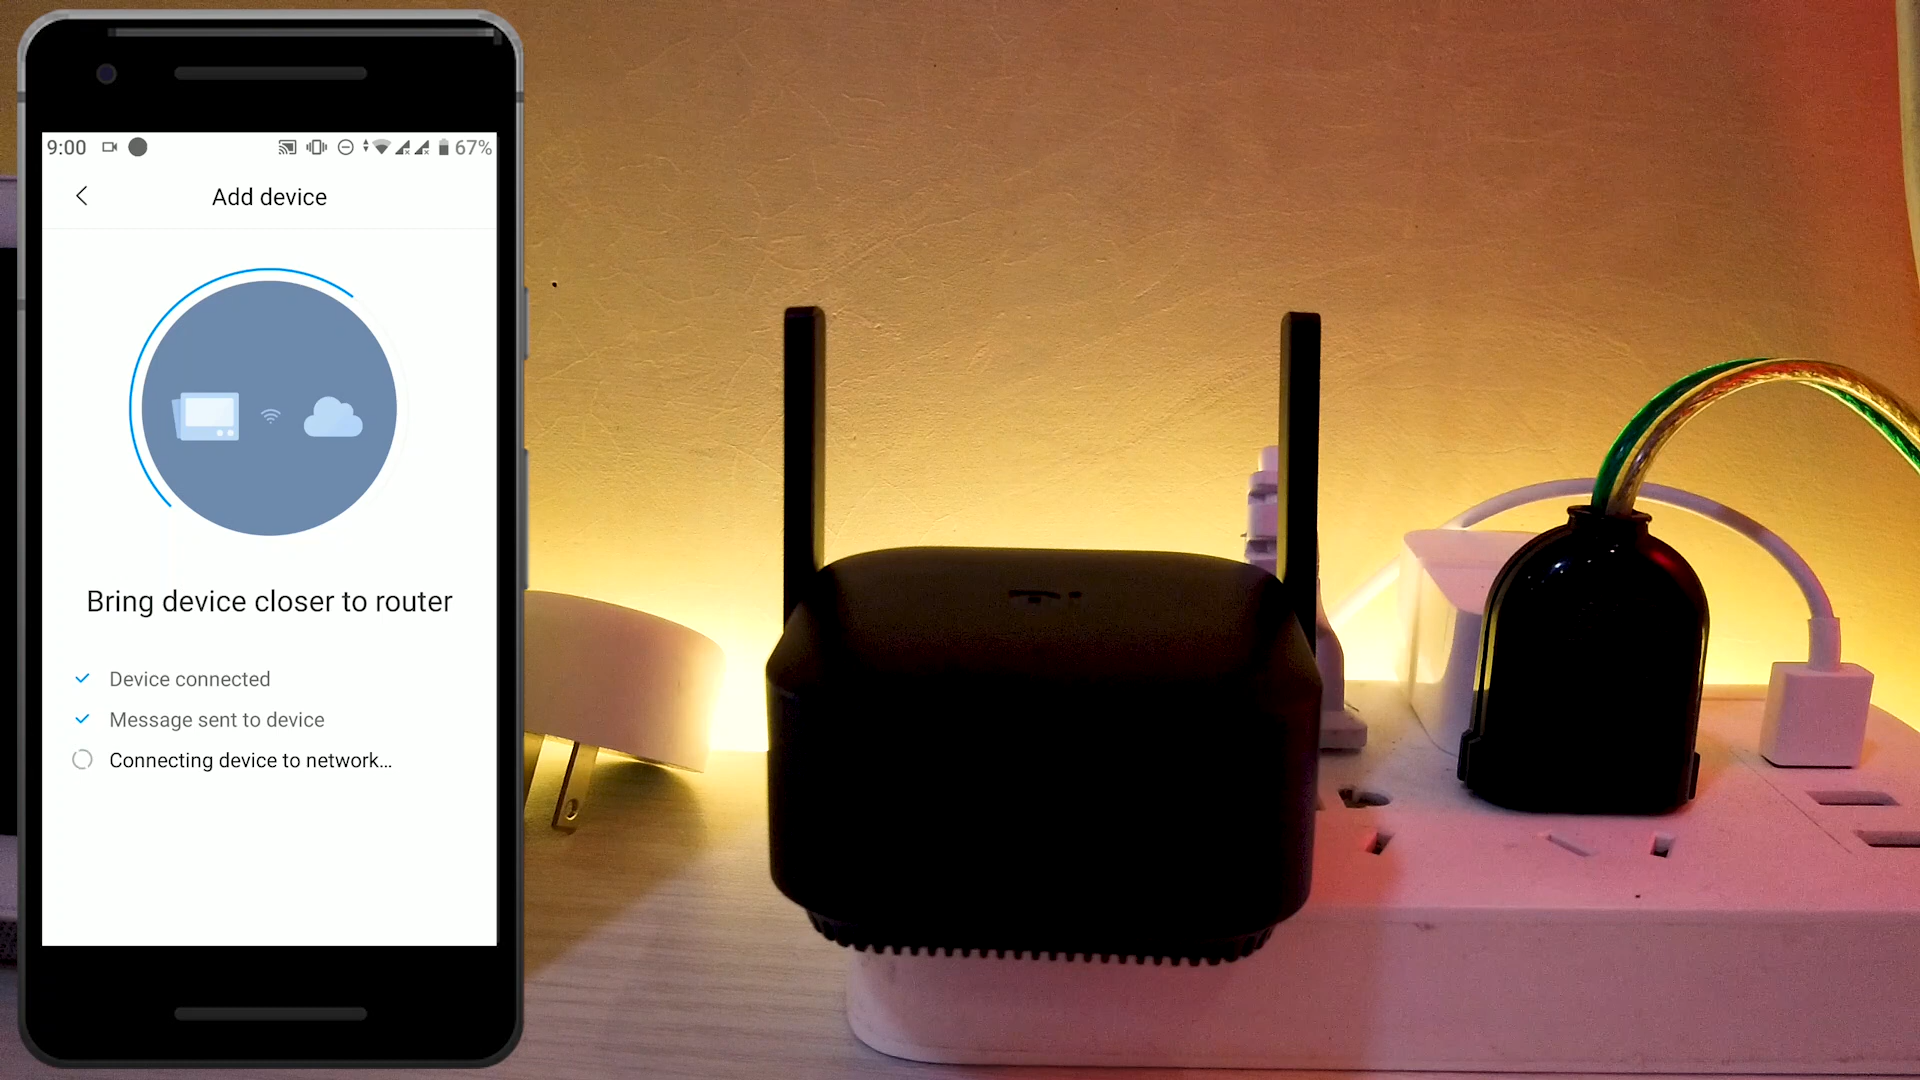 9:00 67%
Add device
Bring device closer to router
Device connected
Message sent to device
Connecting device to network...